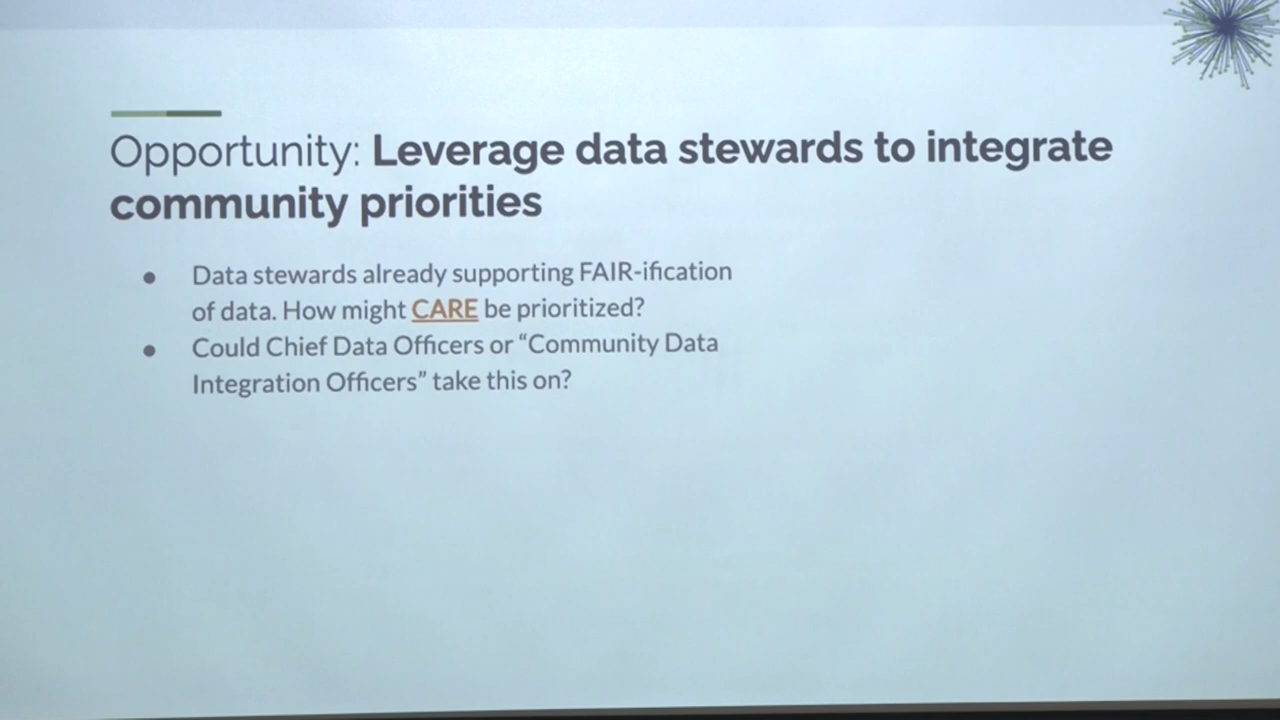 Opportunity: Leverage data stewards to integrate
community priorities
● Data stewards already supporting FAIR-ification
of data. How might CARE be prioritized?
● Could Chief Data Officers or “Community Data
Integration Officers” take this on?